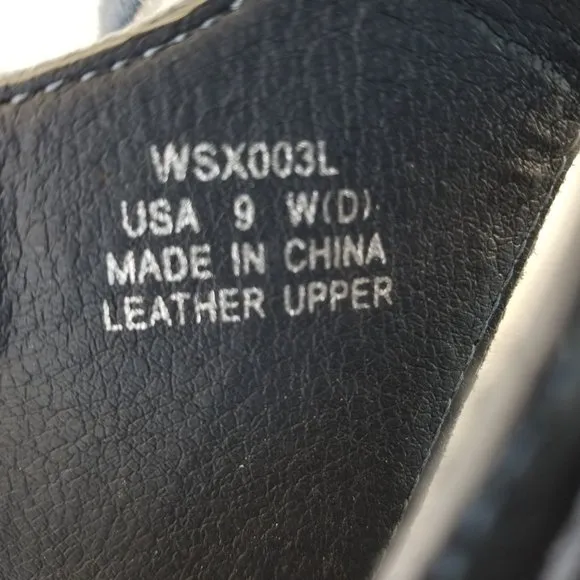 WSX003L
USA 9 W(D)
MADE IN CHINA
LEATHER UPPER